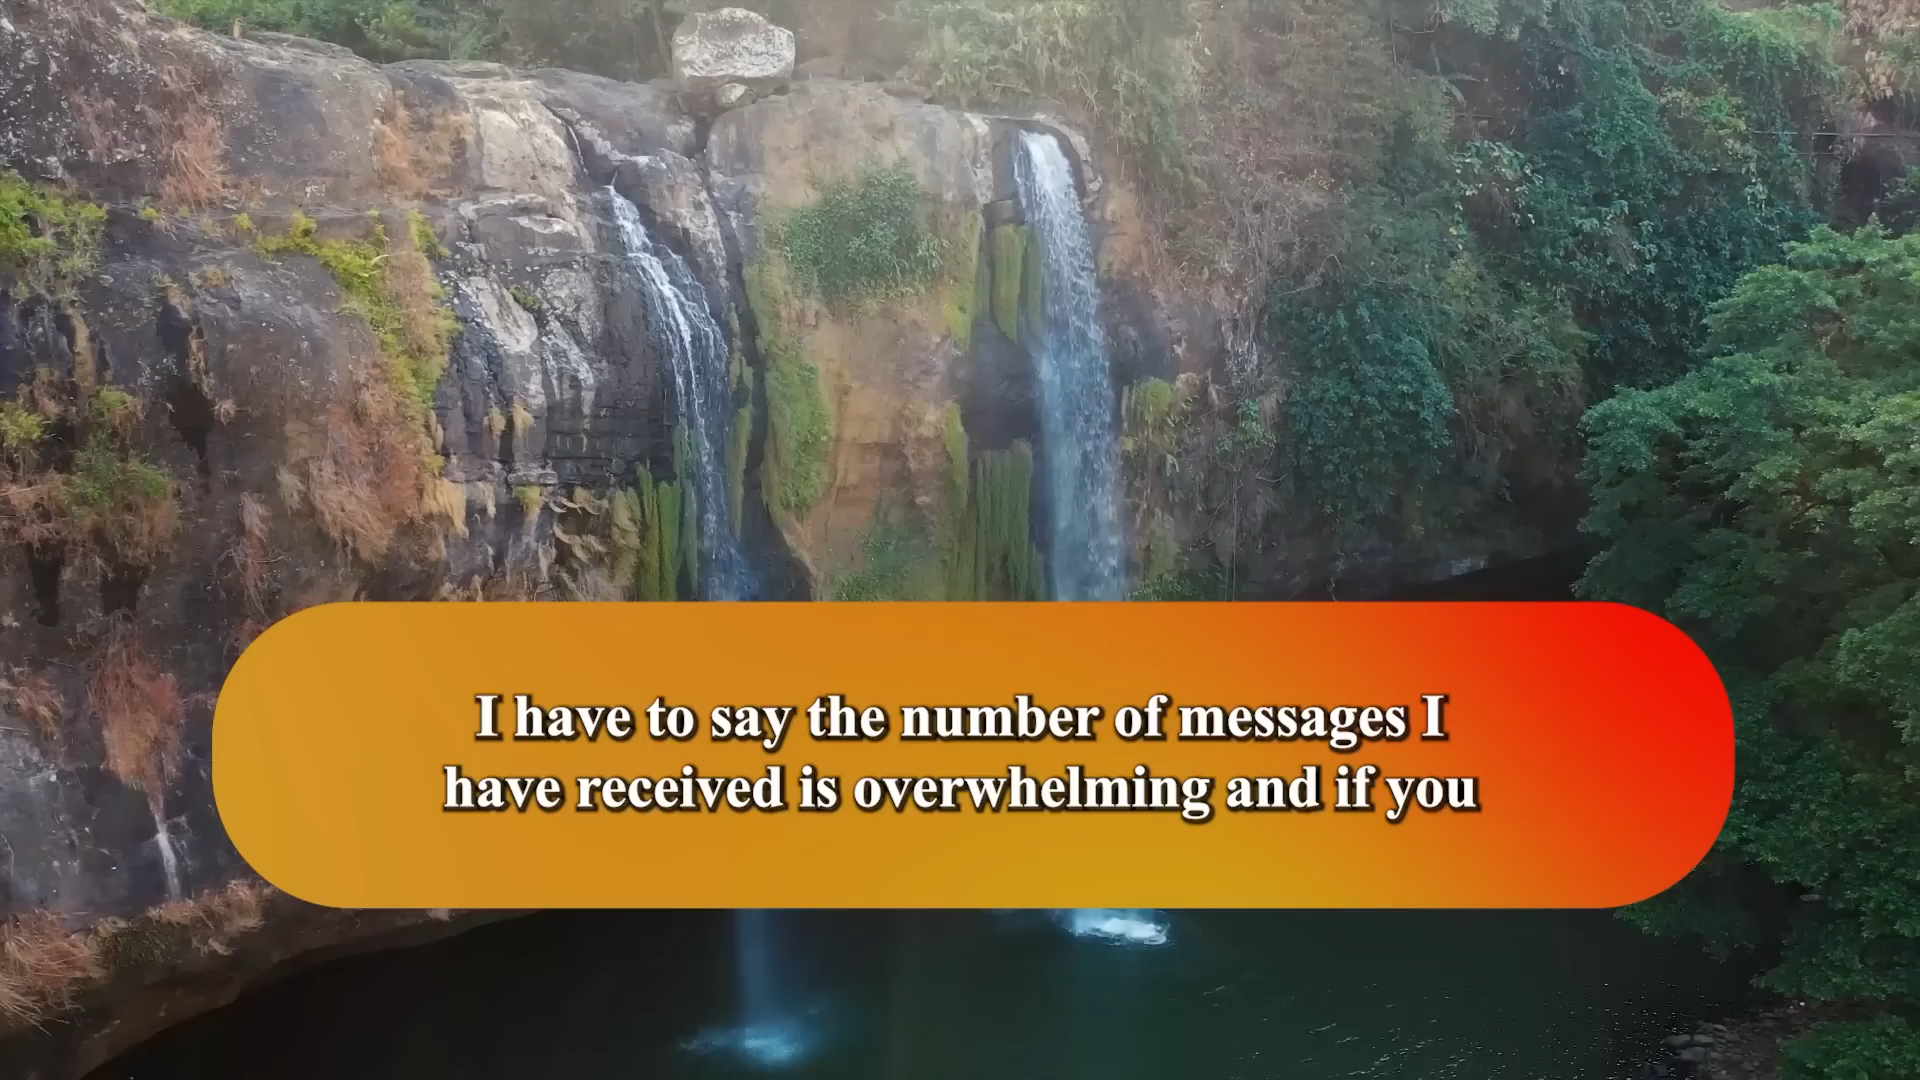 I have to say the number of messages I
have received is overwhelming and if you